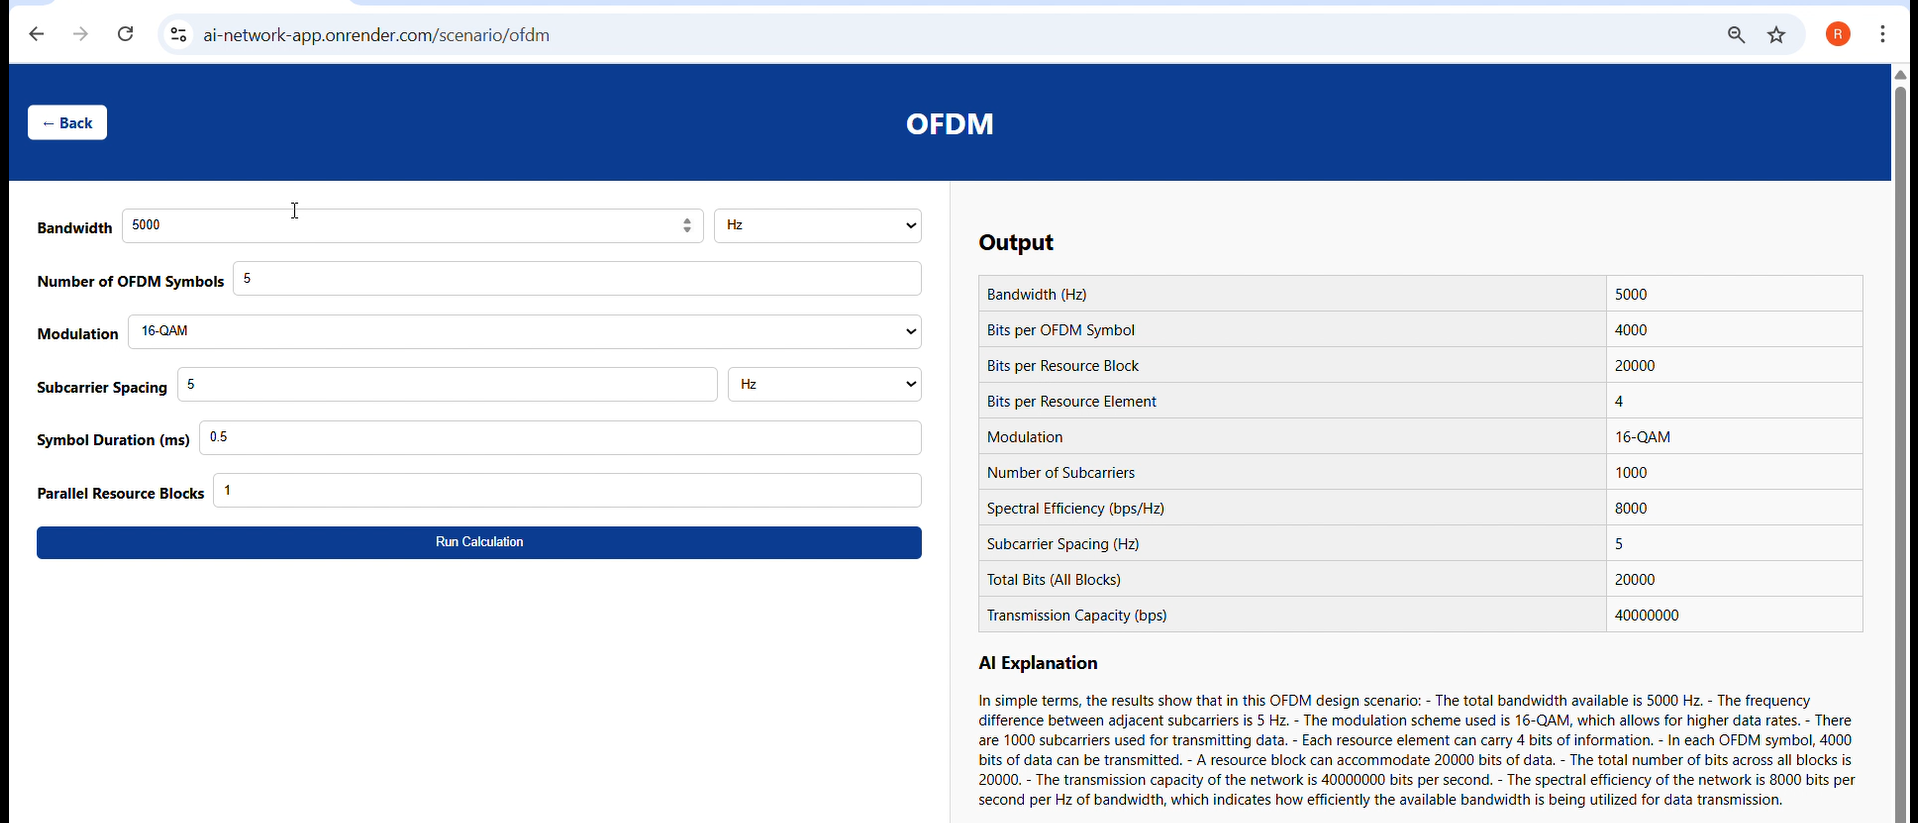 ai-network-app.onrender.com/scenario/ofdm
R
← Back
OFDM
Bandwidth 5000 Hz
Number of OFDM Symbols 5
Modulation 16-QAM
Subcarrier Spacing 5 Hz
Symbol Duration (ms) 0.5
Parallel Resource Blocks 1
Run Calculation
Output
Bandwidth (Hz) 5000
Bits per OFDM Symbol 4000
Bits per Resource Block 20000
Bits per Resource Element 4
Modulation 16-QAM
Number of Subcarriers 1000
Spectral Efficiency (bps/Hz) 8000
Subcarrier Spacing (Hz) 5
Total Bits (All Blocks) 20000
Transmission Capacity (bps) 40000000
AI Explanation
In simple terms, the results show that in this OFDM design scenario: - The total bandwidth available is 5000 Hz. - The frequency
difference between adjacent subcarriers is 5 Hz. - The modulation scheme used is 16-QAM, which allows for higher data rates. - There
are 1000 subcarriers used for transmitting data. - Each resource element can carry 4 bits of information. - In each OFDM symbol, 4000
bits of data can be transmitted. - A resource block can accommodate 20000 bits of data. - The total number of bits across all blocks is
20000. - The transmission capacity of the network is 40000000 bits per second. - The spectral efficiency of the network is 8000 bits per
second per Hz of bandwidth, which indicates how efficiently the available bandwidth is being utilized for data transmission.